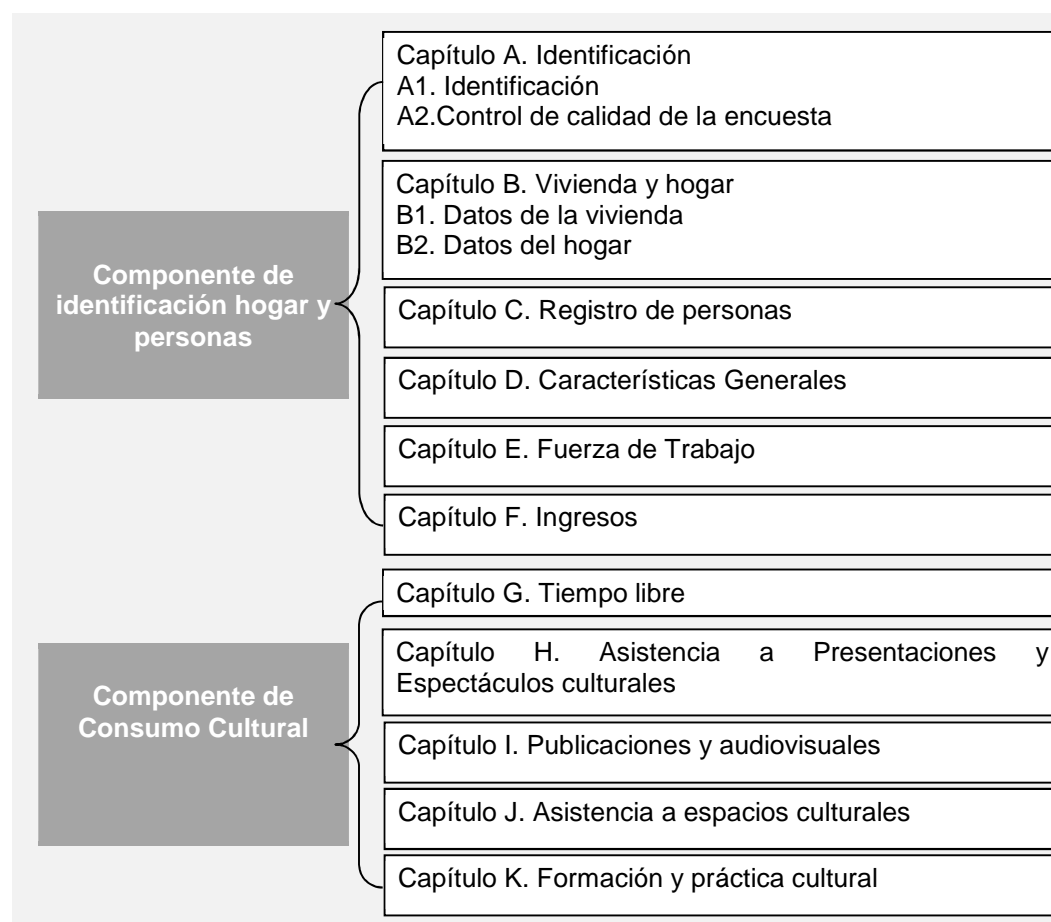 Componente de
identificación hogar y
personas
Capítulo A. Identificación
A1. Identificación
A2.Control de calidad de la encuesta
Capítulo B. Vivienda y hogar
B1. Datos de la vivienda
B2. Datos del hogar
Capítulo C. Registro de personas
Capítulo D. Características Generales
Capítulo E. Fuerza de Trabajo
Capítulo F. Ingresos
Componente de
Consumo Cultural
Capítulo G. Tiempo libre
Capítulo H. Asistencia a Presentaciones y
Espectáculos culturales
Capítulo I. Publicaciones y audiovisuales
Capítulo J. Asistencia a espacios culturales
Capítulo K. Formación y práctica cultural